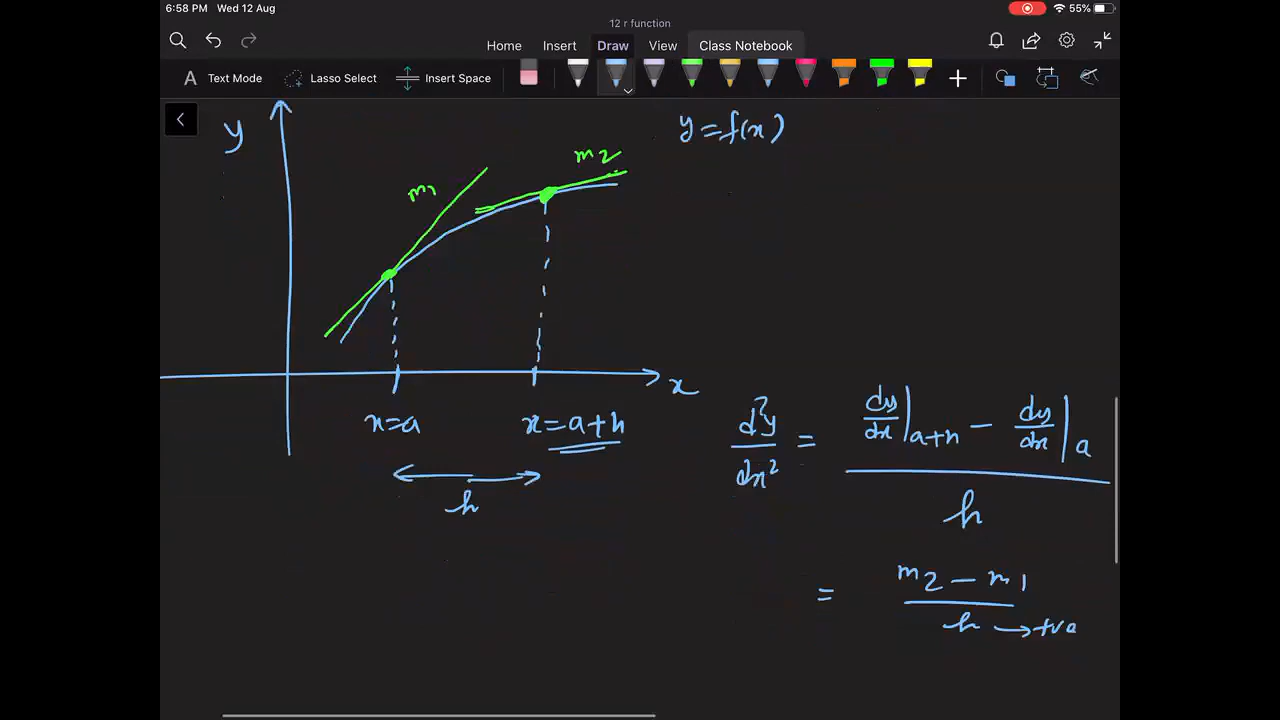 6:58 PM Wed 12 Aug 55%
12 r function
Home Insert Draw View Class Notebook
A Text Mode Lasso Select Insert Space
y
y = f(x)
m1
m2
x
x=a
x=a+h
h
d²y/dx² = (dy/dx|a+h − dy/dx|a) / h
= (m2 − m1) / h → +ve